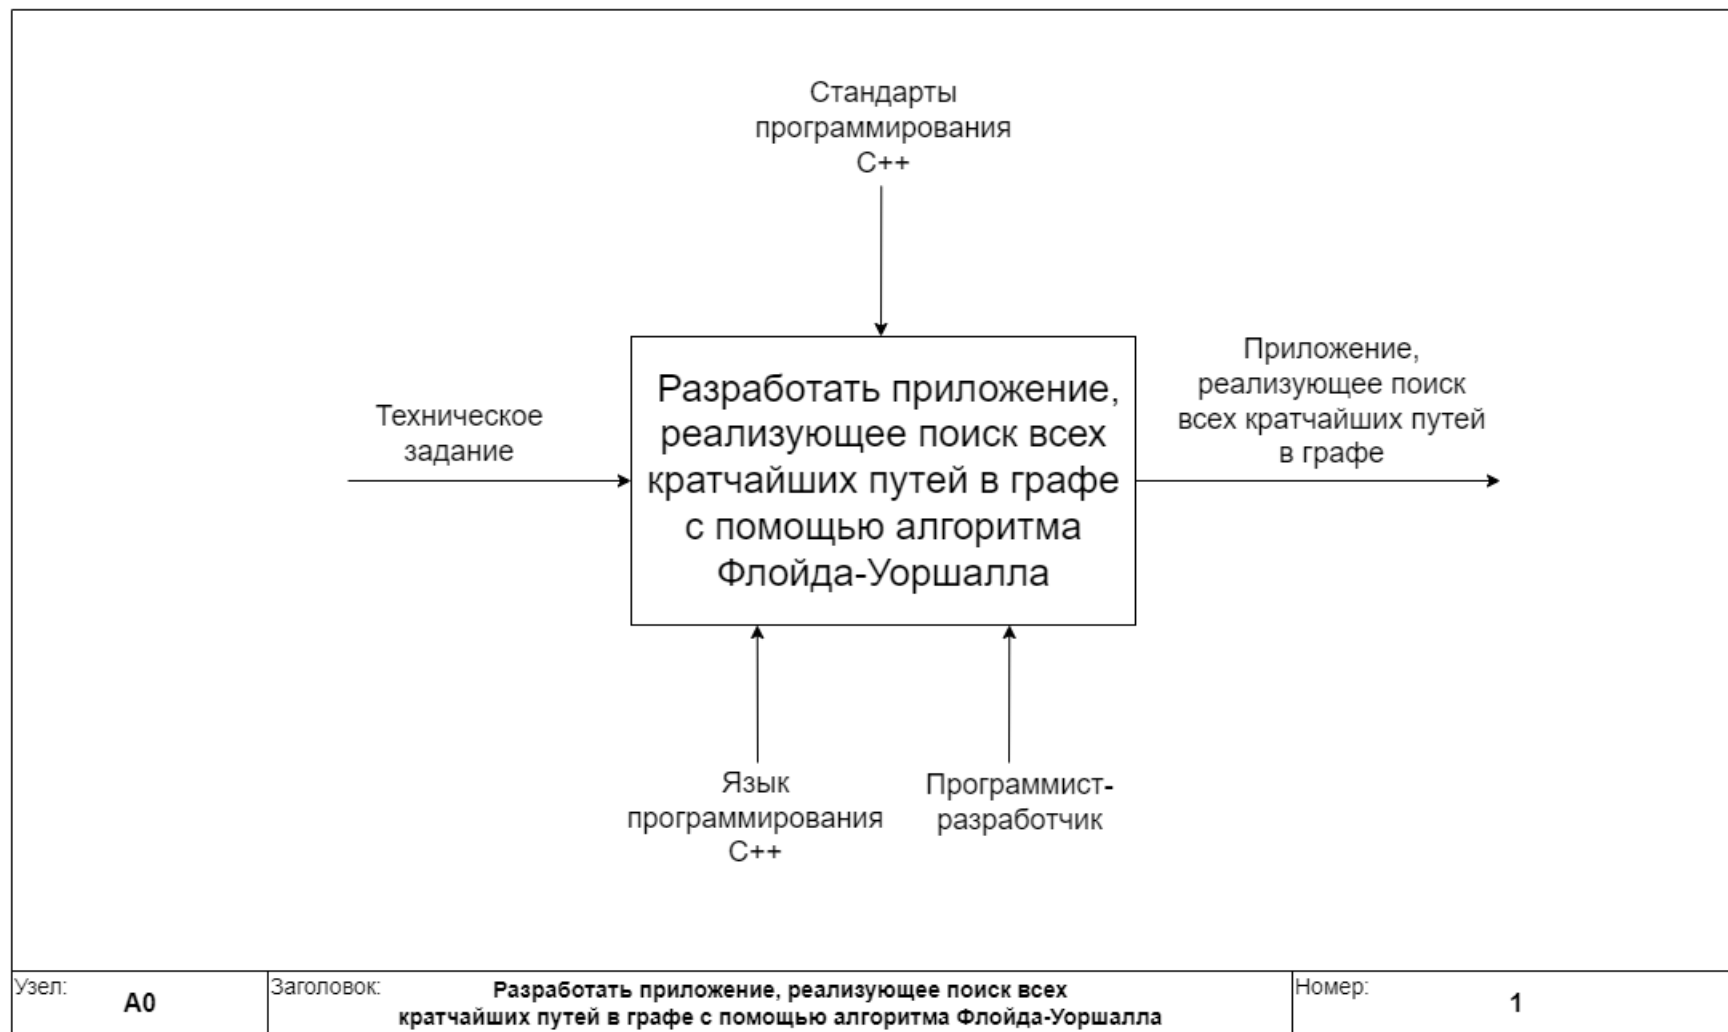 Стандарты
программирования
C++
Техническое
задание
Разработать приложение,
реализующее поиск всех
кратчайших путей в графе
с помощью алгоритма
Флойда-Уоршалла
Приложение,
реализующее поиск
всех кратчайших путей
в графе
Язык
программирования
C++
Программист-
разработчик
Узел:
A0
Заголовок:
Разработать приложение, реализующее поиск всех
кратчайших путей в графе с помощью алгоритма Флойда-Уоршалла
Номер:
1